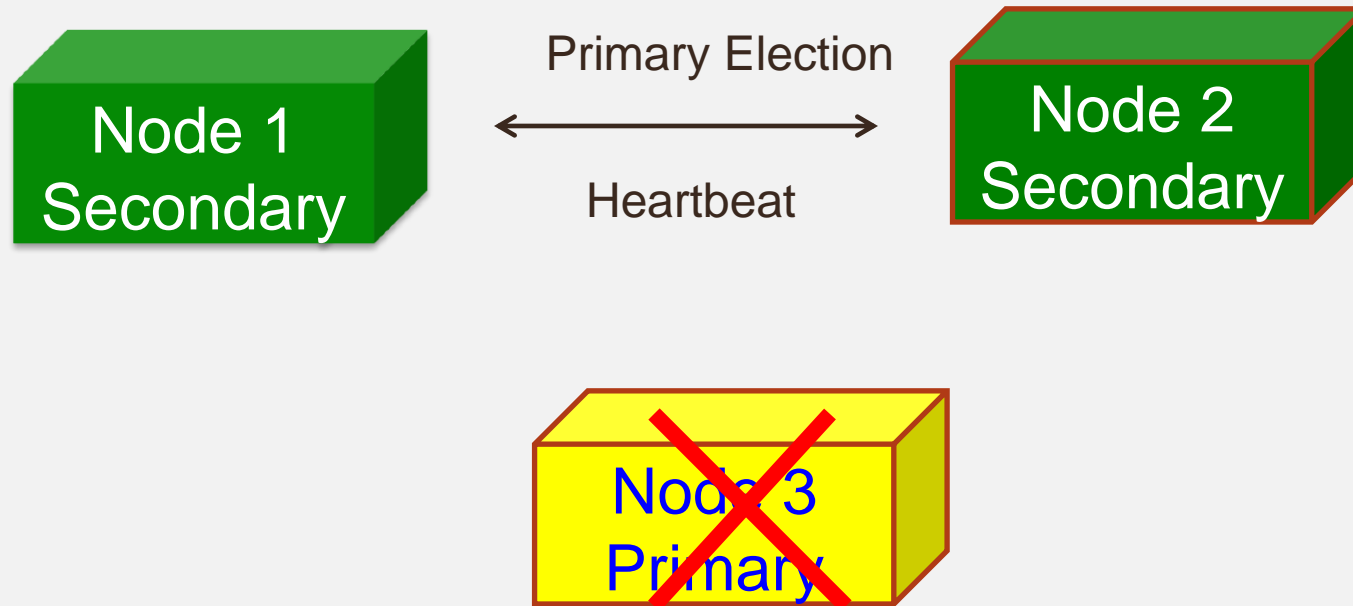 Node 1
Secondary
Primary Election
Heartbeat
Node 2
Secondary
Node 3
Primary